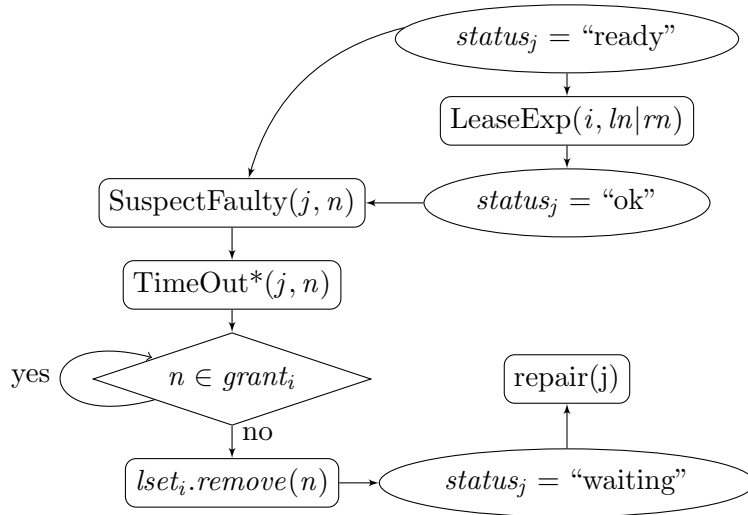 status_j = “ready”
LeaseExp(i, ln|rn)
SuspectFaulty(j, n)
status_j = “ok”
TimeOut*(j, n)
yes
n ∈ grant_i
repair(j)
no
lset_i.remove(n)
status_j = “waiting”